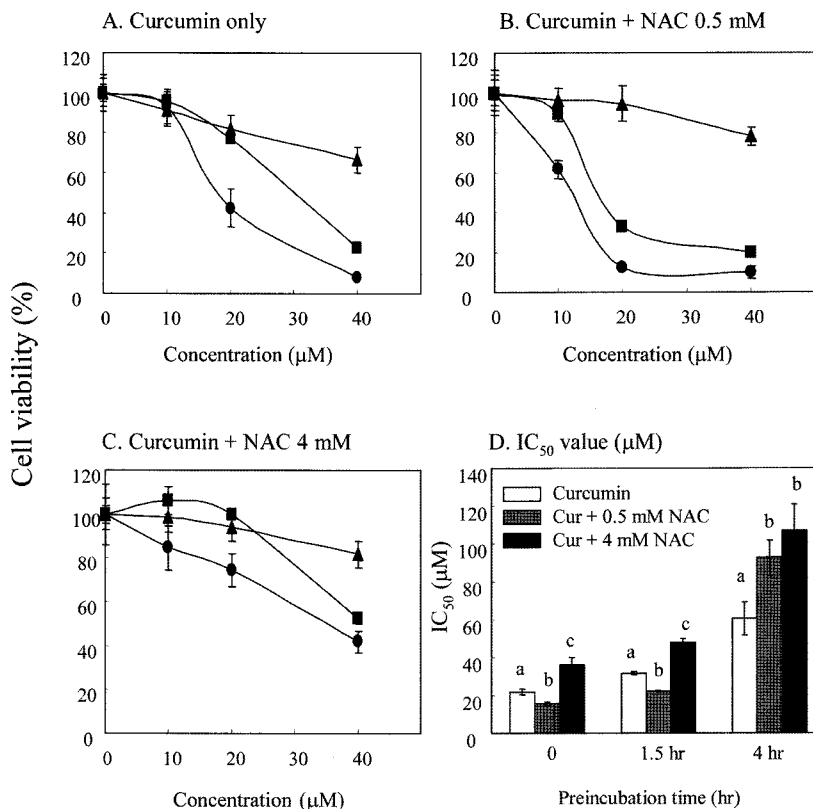 A. Curcumin only
120
100
80
60
40
20
0
0 10 20 30 40
Concentration (μM)
B. Curcumin + NAC 0.5 mM
120
100
80
60
40
20
0
0 10 20 30 40
Concentration (μM)
Cell viability (%)
C. Curcumin + NAC 4 mM
120
100
80
60
40
20
0
0 10 20 30 40
Concentration (μM)
D. IC50 value (μM)
IC50 (μM)
140
120
100
80
60
40
20
0
Curcumin
Cur + 0.5 mM NAC
Cur + 4 mM NAC
a b c
a b c
a b b
0 1.5 hr 4 hr
Preincubation time (hr)